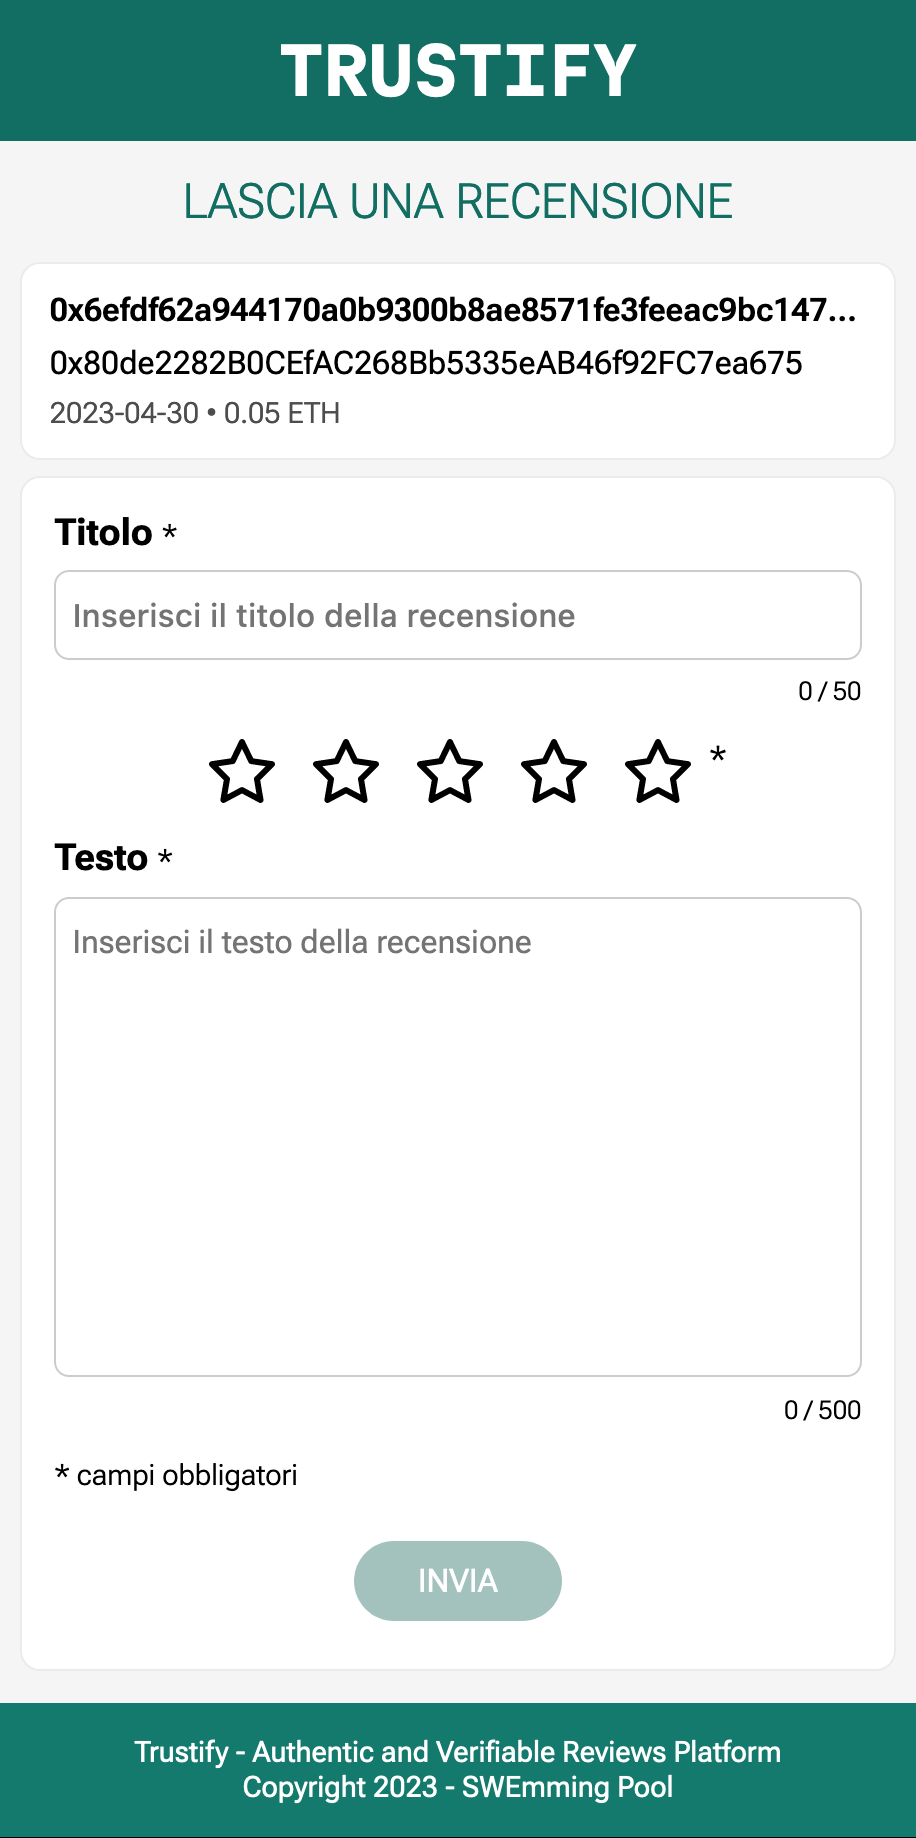 TRUSTIFY
LASCIA UNA RECENSIONE
0x6efdf62a944170a0b9300b8ae8571fe3feeac9bc147...
0x80de2282B0CEfAC268Bb5335eAB46f92FC7ea675
2023-04-30 • 0.05 ETH
Titolo *
Inserisci il titolo della recensione
0 / 50
*
Testo *
Inserisci il testo della recensione
0 / 500
* campi obbligatori
INVIA
Trustify - Authentic and Verifiable Reviews Platform
Copyright 2023 - SWEmming Pool